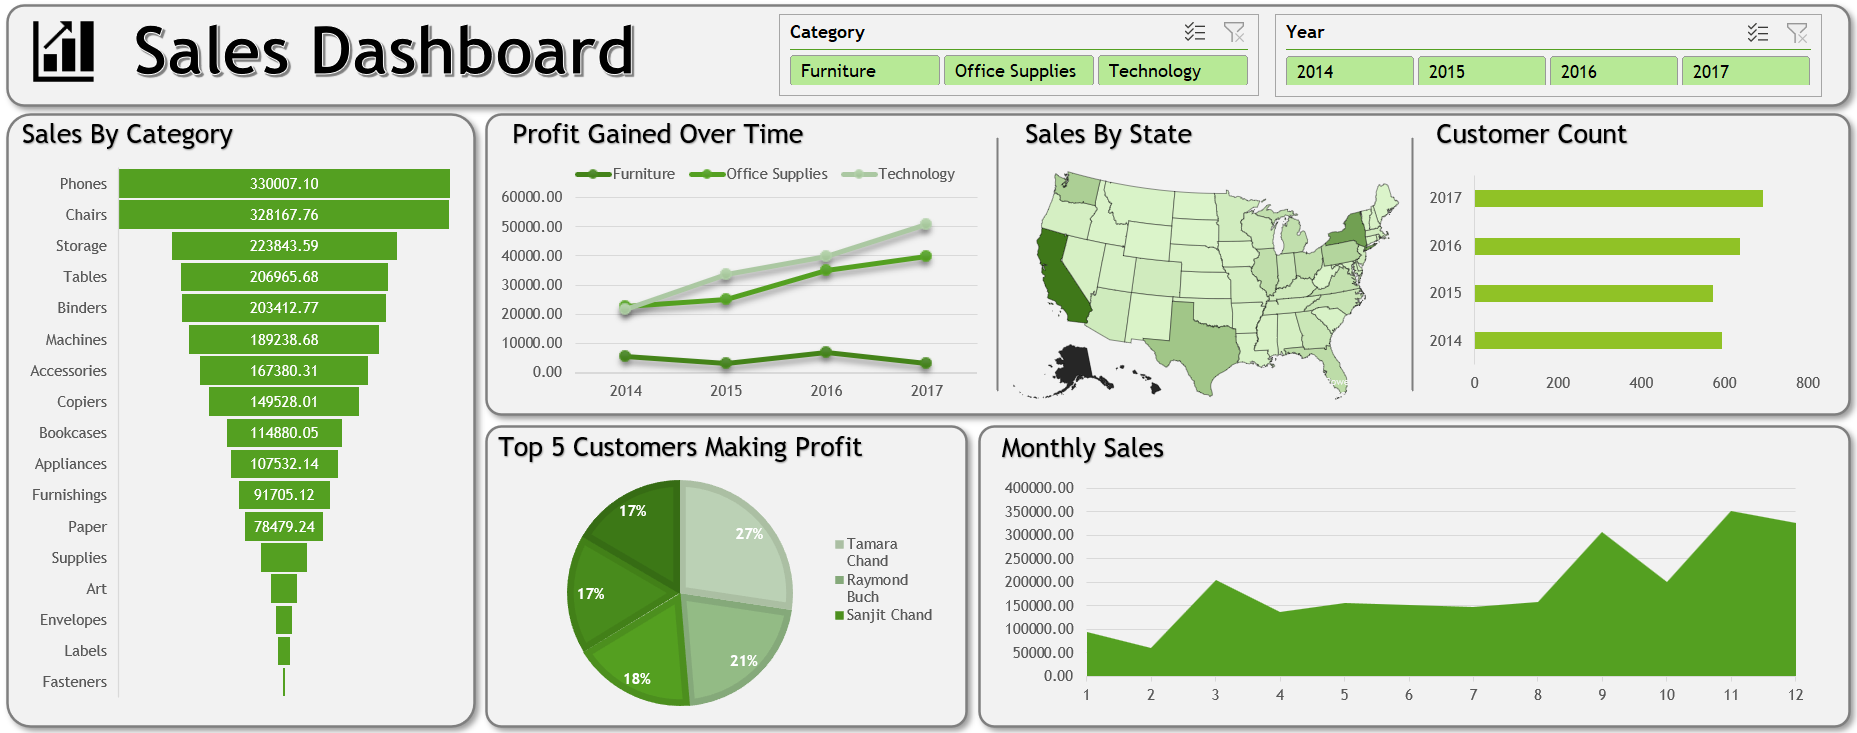 Sales Dashboard
Category
Furniture
Office Supplies
Technology
Year
2014
2015
2016
2017
Sales By Category
Phones 330007.10
Chairs 328167.76
Storage 223843.59
Tables 206965.68
Binders 203412.77
Machines 189238.68
Accessories 167380.31
Copiers 149528.01
Bookcases 114880.05
Appliances 107532.14
Furnishings 91705.12
Paper 78479.24
Supplies
Art
Envelopes
Labels
Fasteners
Profit Gained Over Time
Furniture Office Supplies Technology
60000.00
50000.00
40000.00
30000.00
20000.00
10000.00
0.00
2014 2015 2016 2017
Sales By State
Customer Count
2017
2016
2015
2014
0 200 400 600 800
Top 5 Customers Making Profit
17%
27%
17%
21%
18%
Tamara
Chand
Raymond
Buch
Sanjit Chand
Monthly Sales
400000.00
350000.00
300000.00
250000.00
200000.00
150000.00
100000.00
50000.00
0.00
1 2 3 4 5 6 7 8 9 10 11 12